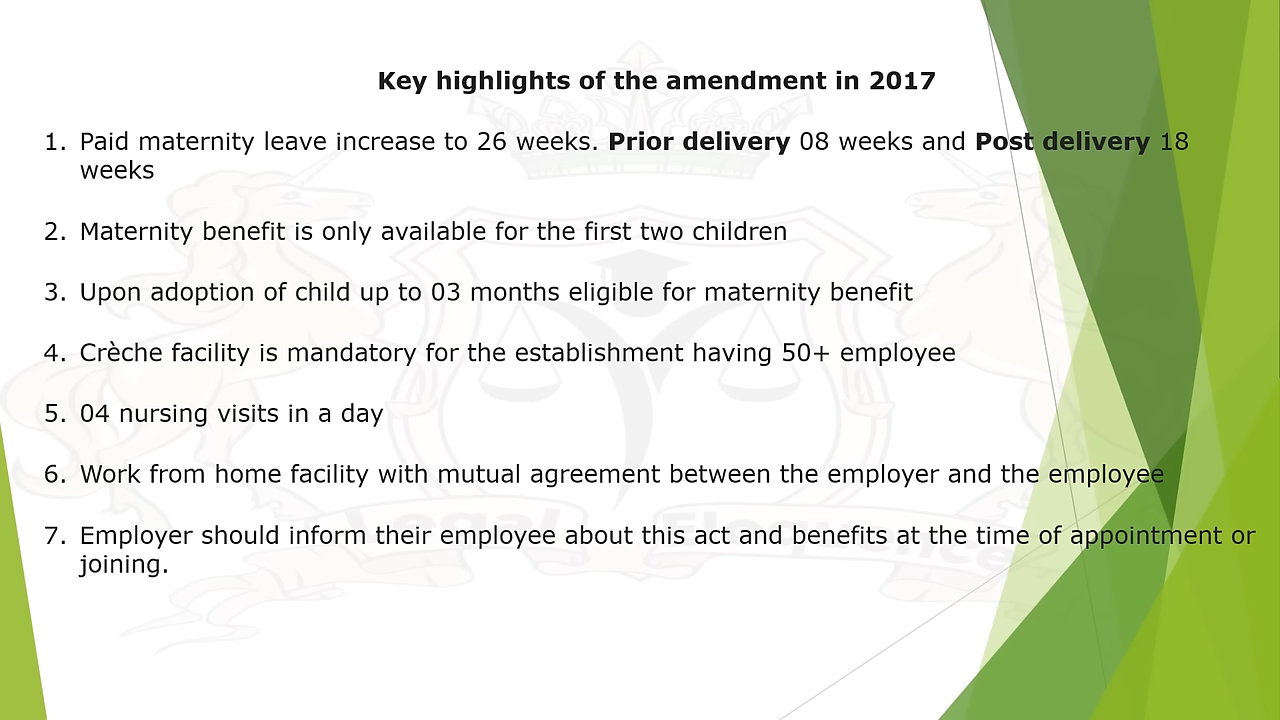 Key highlights of the amendment in 2017
1. Paid maternity leave increase to 26 weeks. Prior delivery 08 weeks and Post delivery 18
weeks
2. Maternity benefit is only available for the first two children
3. Upon adoption of child up to 03 months eligible for maternity benefit
4. Crèche facility is mandatory for the establishment having 50+ employee
5. 04 nursing visits in a day
6. Work from home facility with mutual agreement between the employer and the employee
7. Employer should inform their employee about this act and benefits at the time of appointment or
joining.
Legal